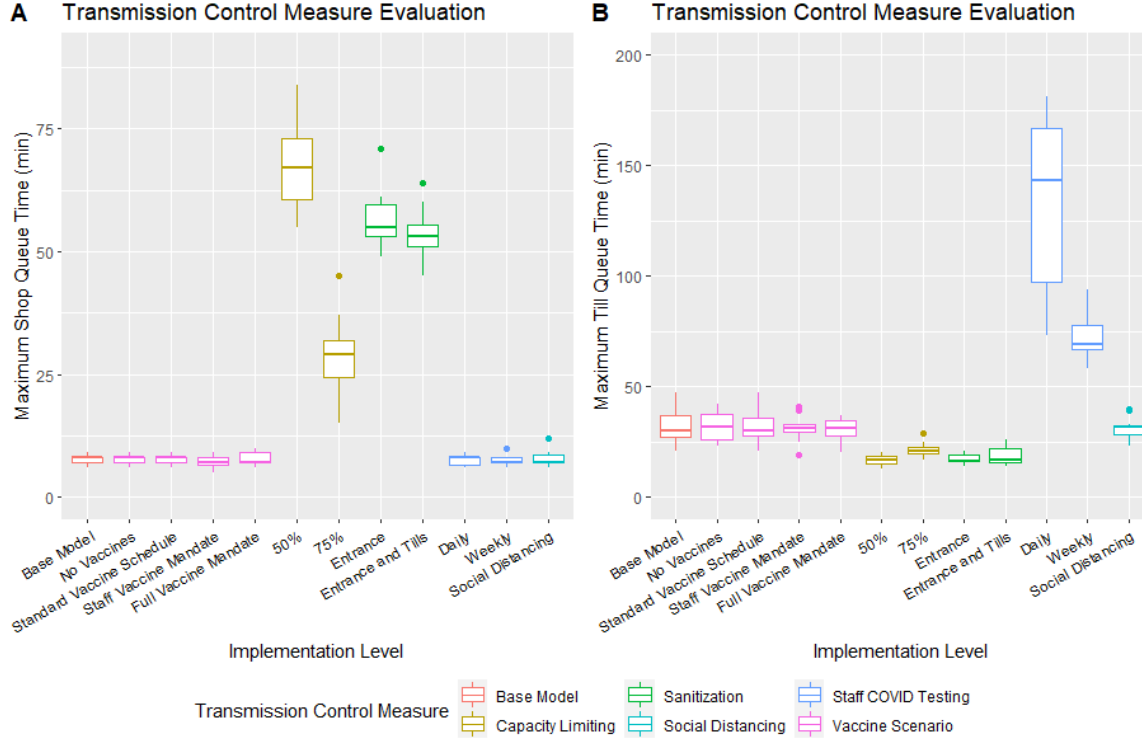 A Transmission Control Measure Evaluation
Maximum Shop Queue Time (min)
75
50
25
0
Base Model
No Vaccines
Standard Vaccine Schedule
Staff Vaccine Mandate
Full Vaccine Mandate
50%
75%
Entrance
Entrance and Tills
Daily
Weekly
Social Distancing
Implementation Level
B Transmission Control Measure Evaluation
Maximum Till Queue Time (min)
200
150
100
50
0
Base Model
No Vaccines
Standard Vaccine Schedule
Staff Vaccine Mandate
Full Vaccine Mandate
50%
75%
Entrance
Entrance and Tills
Daily
Weekly
Social Distancing
Implementation Level
Transmission Control Measure
Base Model
Capacity Limiting
Sanitization
Social Distancing
Staff COVID Testing
Vaccine Scenario